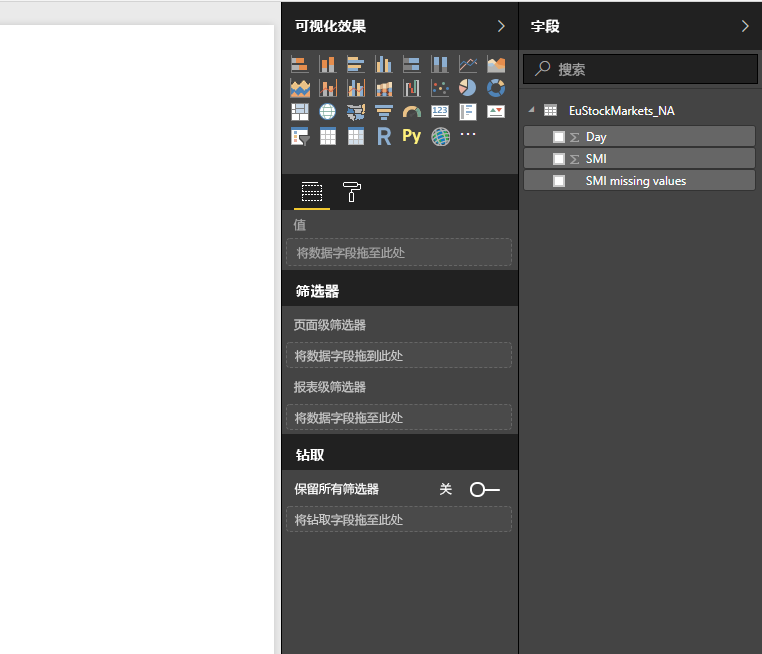 可视化效果
字段
搜索
123
R
Py
EuStockMarkets_NA
Day
SMI
SMI missing values
值
将数据字段拖至此处
筛选器
页面级筛选器
将数据字段拖到此处
报表级筛选器
将数据字段拖至此处
钻取
保留所有筛选器 关
将钻取字段拖至此处